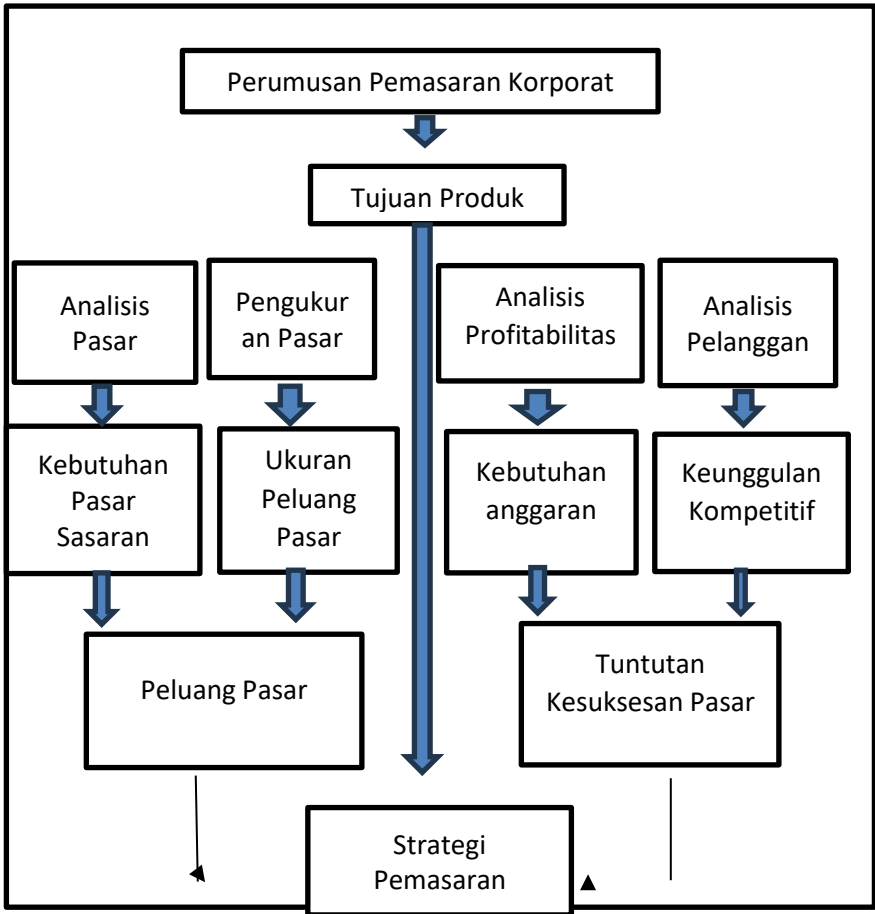 Perumusan Pemasaran Korporat
Tujuan Produk
Analisis
Pasar
Pengukur
an Pasar
Analisis
Profitabilitas
Analisis
Pelanggan
Kebutuhan
Pasar
Sasaran
Ukuran
Peluang
Pasar
Kebutuhan
anggaran
Keunggulan
Kompetitif
Peluang Pasar
Tuntutan
Kesuksesan Pasar
Strategi
Pemasaran